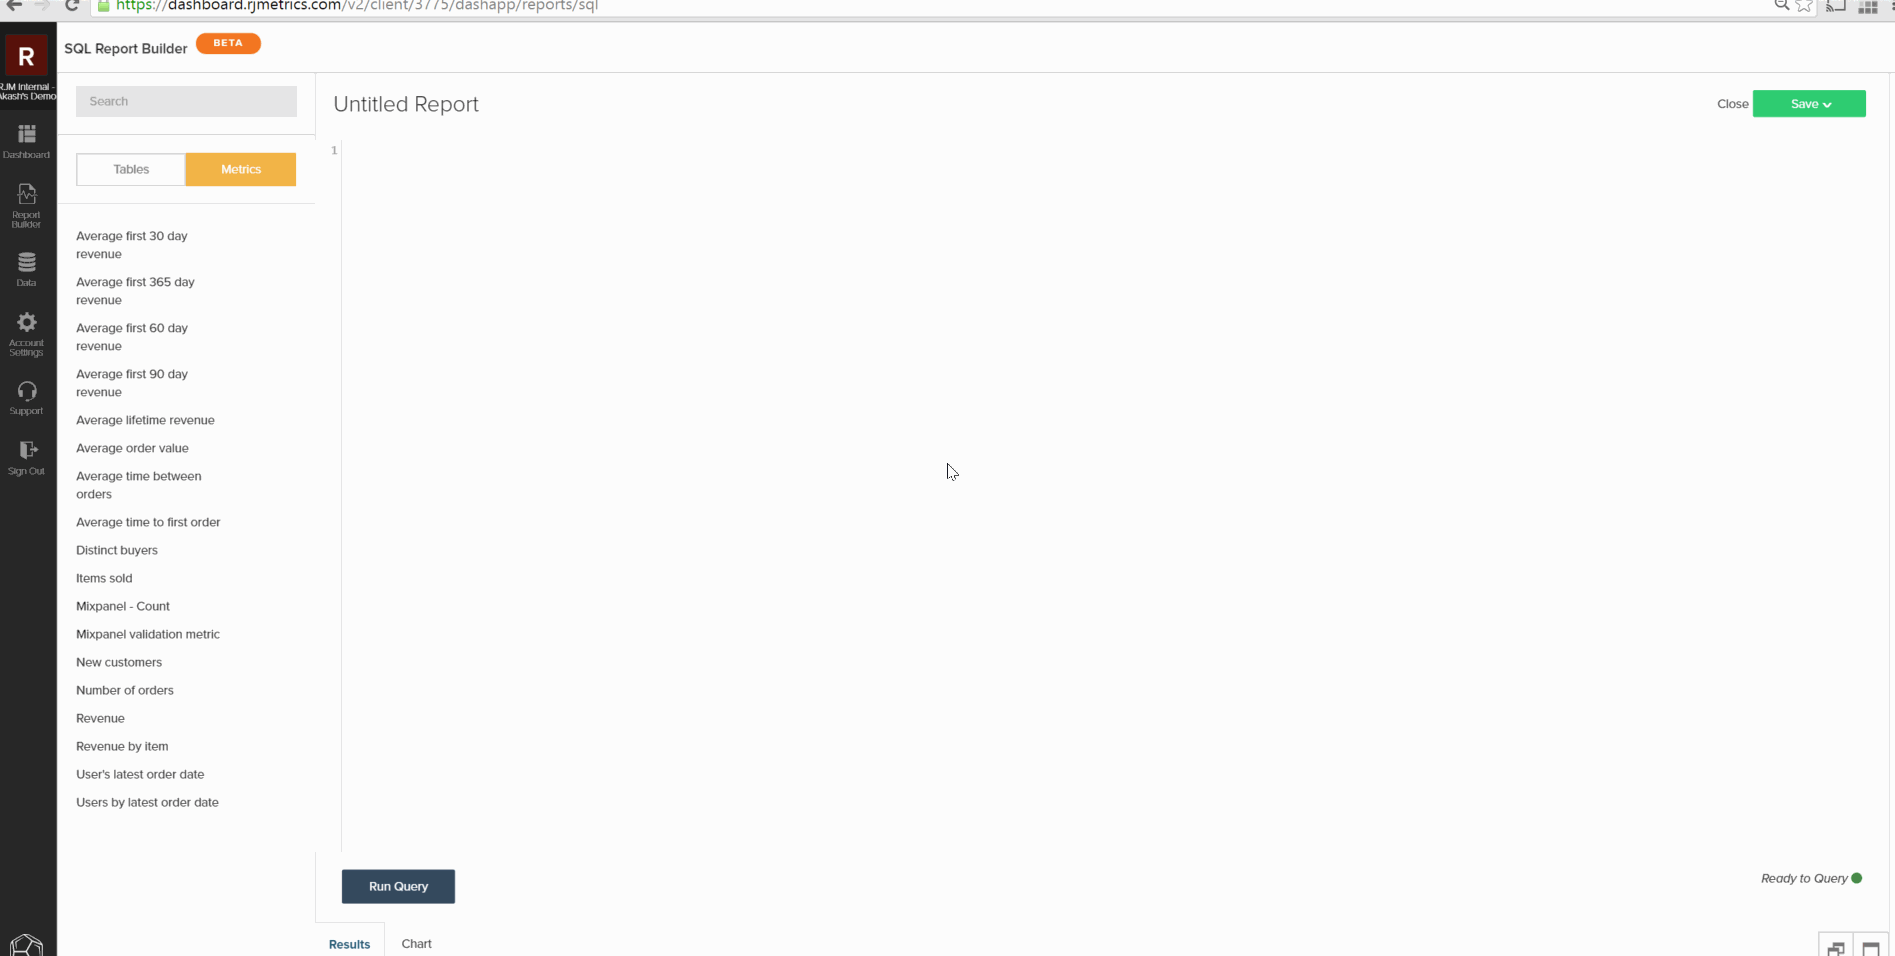 https://dashboard.rjmetrics.com/v2/client/3775/dashapp/reports/sql
R
SQL Report Builder
BETA
RJM Internal -
Akash's Demo
Search
Untitled Report
Close
Save
Dashboard
1
Tables
Metrics
Report
Builder
Average first 30 day
revenue
Data
Average first 365 day
revenue
Account
Settings
Average first 60 day
revenue
Average first 90 day
revenue
Support
Average lifetime revenue
Average order value
Sign Out
Average time between
orders
Average time to first order
Distinct buyers
Items sold
Mixpanel - Count
Mixpanel validation metric
New customers
Number of orders
Revenue
Revenue by item
User's latest order date
Users by latest order date
Run Query
Ready to Query
Results
Chart